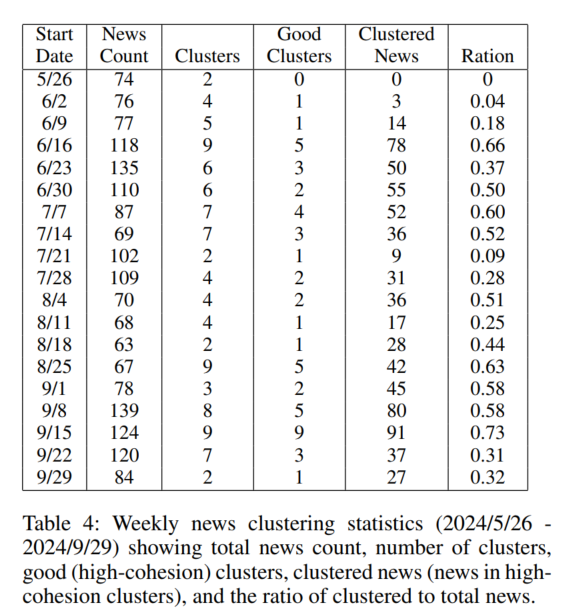 Start Date News Count Clusters Good Clusters Clustered News Ration
5/26 74 2 0 0 0
6/2 76 4 1 3 0.04
6/9 77 5 1 14 0.18
6/16 118 9 5 78 0.66
6/23 135 6 3 50 0.37
6/30 110 6 2 55 0.50
7/7 87 7 4 52 0.60
7/14 69 7 3 36 0.52
7/21 102 2 1 9 0.09
7/28 109 4 2 31 0.28
8/4 70 4 2 36 0.51
8/11 68 4 1 17 0.25
8/18 63 2 1 28 0.44
8/25 67 9 5 42 0.63
9/1 78 3 2 45 0.58
9/8 139 8 5 80 0.58
9/15 124 9 9 91 0.73
9/22 120 7 3 37 0.31
9/29 84 2 1 27 0.32
Table 4: Weekly news clustering statistics (2024/5/26 -
2024/9/29) showing total news count, number of clusters,
good (high-cohesion) clusters, clustered news (news in high-
cohesion clusters), and the ratio of clustered to total news.